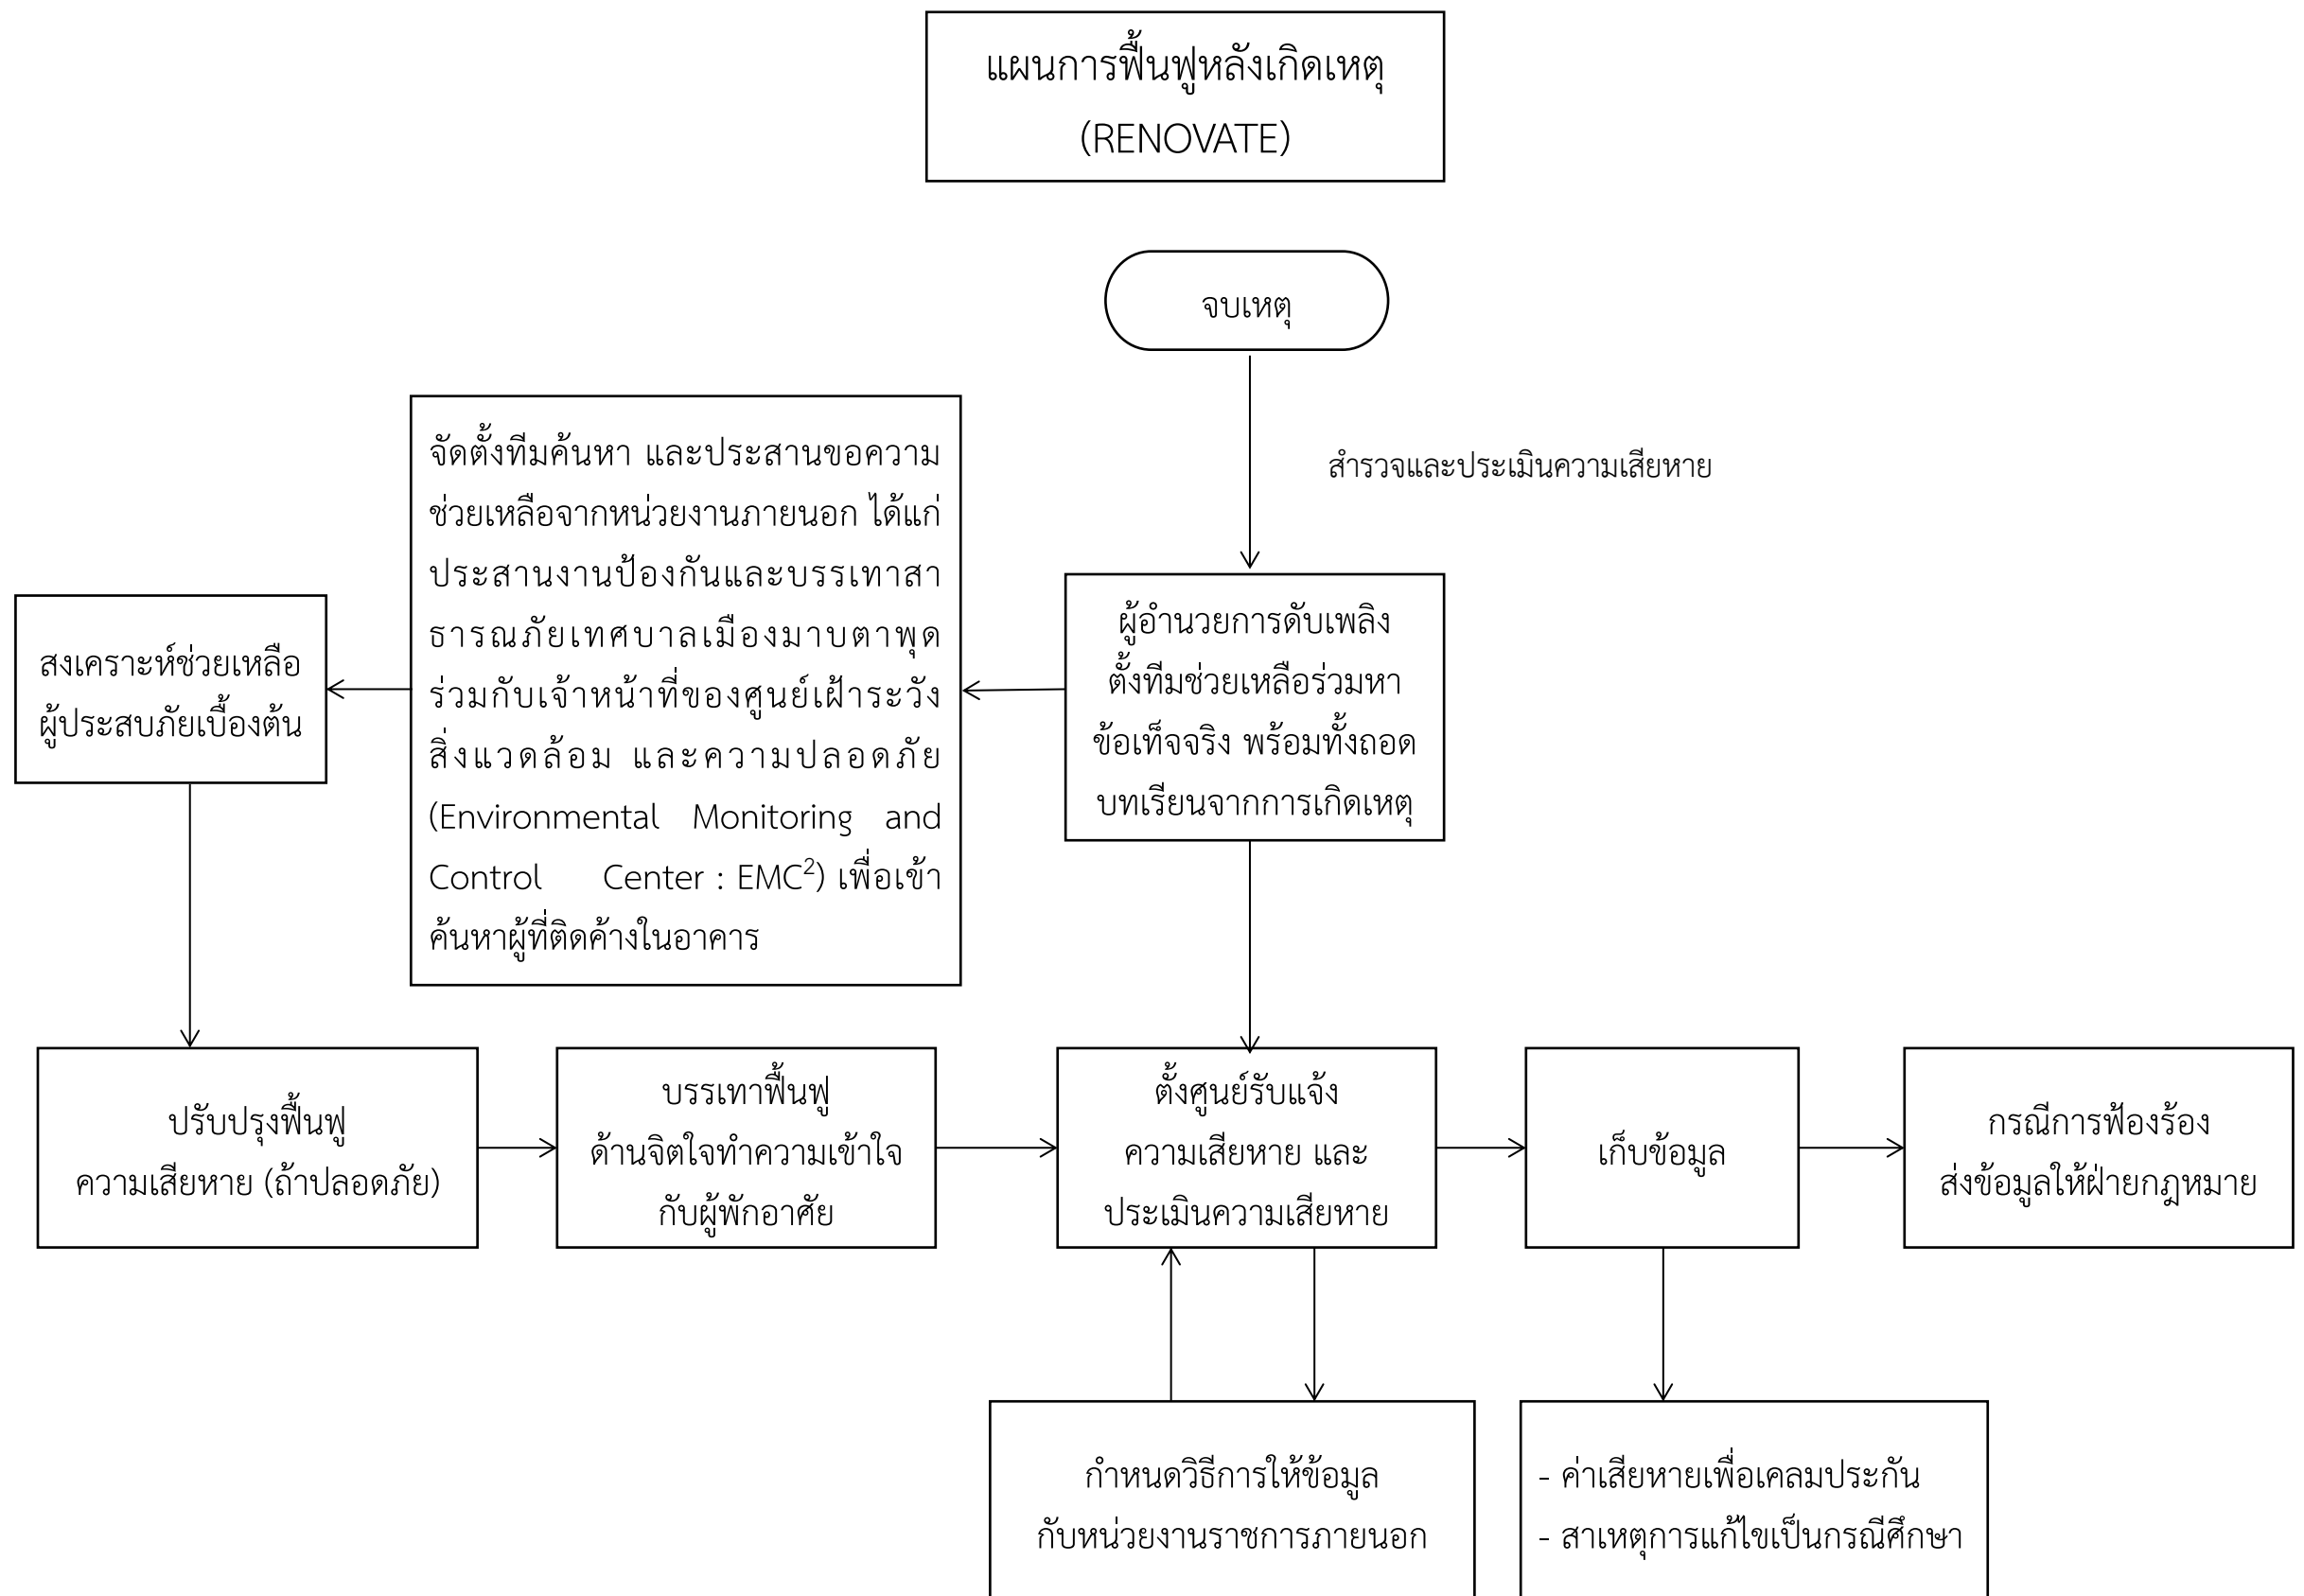 แผนการฟื้นฟูหลังเกิดเหตุ
(RENOVATE)
จบเหตุ
สำรวจและประเมินความเสียหาย
ผู้อำนวยการดับเพลิง
ตั้งทีมช่วยเหลือร่วมหา
ข้อเท็จจริง พร้อมทั้งถอด
บทเรียนจากการเกิดเหตุ
จัดตั้งทีมค้นหา และประสานขอความ
ช่วยเหลือจากหน่วยงานภายนอก ได้แก่
ประสานงานป้องกันและบรรเทาสา
ธารณภัยเทศบาลเมืองมาบตาพุด
ร่วมกับเจ้าหน้าที่ของศูนย์เฝ้าระวัง
สิ่งแวดล้อม และความปลอดภัย
(Environmental Monitoring and
Control Center : EMC²) เพื่อเข้า
ค้นหาผู้ที่ติดค้างในอาคาร
สงเคราะห์ช่วยเหลือ
ผู้ประสบภัยเบื้องต้น
ปรับปรุงฟื้นฟู
ความเสียหาย (ถ้าปลอดภัย)
บรรเทาฟื้นฟู
ด้านจิตใจทำความเข้าใจ
กับผู้พักอาศัย
ตั้งศูนย์รับแจ้ง
ความเสียหาย และ
ประเมินความเสียหาย
เก็บข้อมูล
กรณีการฟ้องร้อง
ส่งข้อมูลให้ฝ่ายกฎหมาย
กำหนดวิธีการให้ข้อมูล
กับหน่วยงานราชการภายนอก
- ค่าเสียหายเพื่อเคลมประกัน
- สาเหตุการแก้ไขเป็นกรณีศึกษา